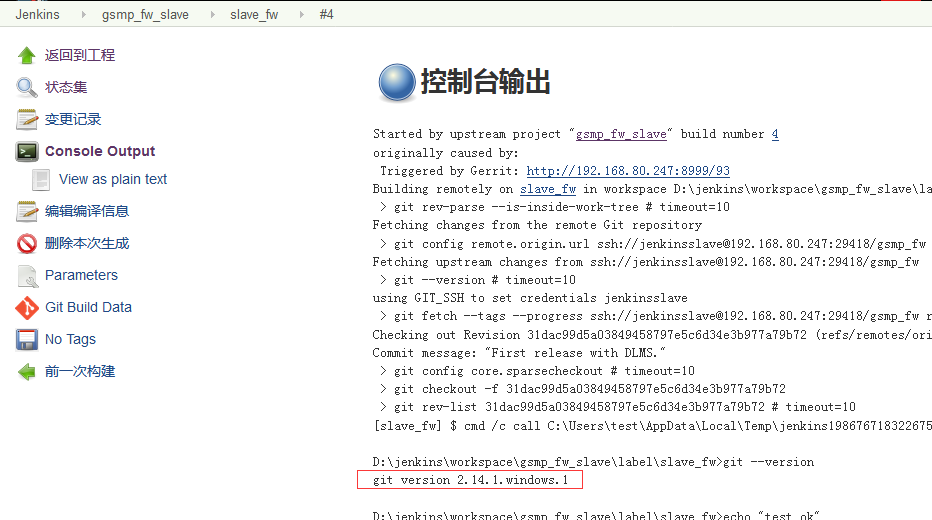 Jenkins gsmp_fw_slave slave_fw #4
返回到工程
状态集
变更记录
Console Output
View as plain text
编辑编译信息
删除本次生成
Parameters
Git Build Data
No Tags
前一次构建
控制台输出
Started by upstream project "gsmp_fw_slave" build number 4
originally caused by:
Triggered by Gerrit: http://192.168.80.247:8999/93
Building remotely on slave_fw in workspace D:\jenkins\workspace\gsmp_fw_slave\la
> git rev-parse --is-inside-work-tree # timeout=10
Fetching changes from the remote Git repository
> git config remote.origin.url ssh://jenkinsslave@192.168.80.247:29418/gsmp_fw
Fetching upstream changes from ssh://jenkinsslave@192.168.80.247:29418/gsmp_fw
> git --version # timeout=10
using GIT_SSH to set credentials jenkinsslave
> git fetch --tags --progress ssh://jenkinsslave@192.168.80.247:29418/gsmp_fw r
Checking out Revision 31dac99d5a03849458797e5c6d34e3b977a79b72 (refs/remotes/ori
Commit message: "First release with DLMS."
> git config core.sparsecheckout # timeout=10
> git checkout -f 31dac99d5a03849458797e5c6d34e3b977a79b72
> git rev-list 31dac99d5a03849458797e5c6d34e3b977a79b72 # timeout=10
[slave_fw] $ cmd /c call C:\Users\test\AppData\Local\Temp\jenkins198676718322675
D:\jenkins\workspace\gsmp_fw_slave\label\slave_fw>git --version
git version 2.14.1.windows.1
D:\jenkins\workspace\gsmp_fw_slave\label\slave_fw>echo "test ok"